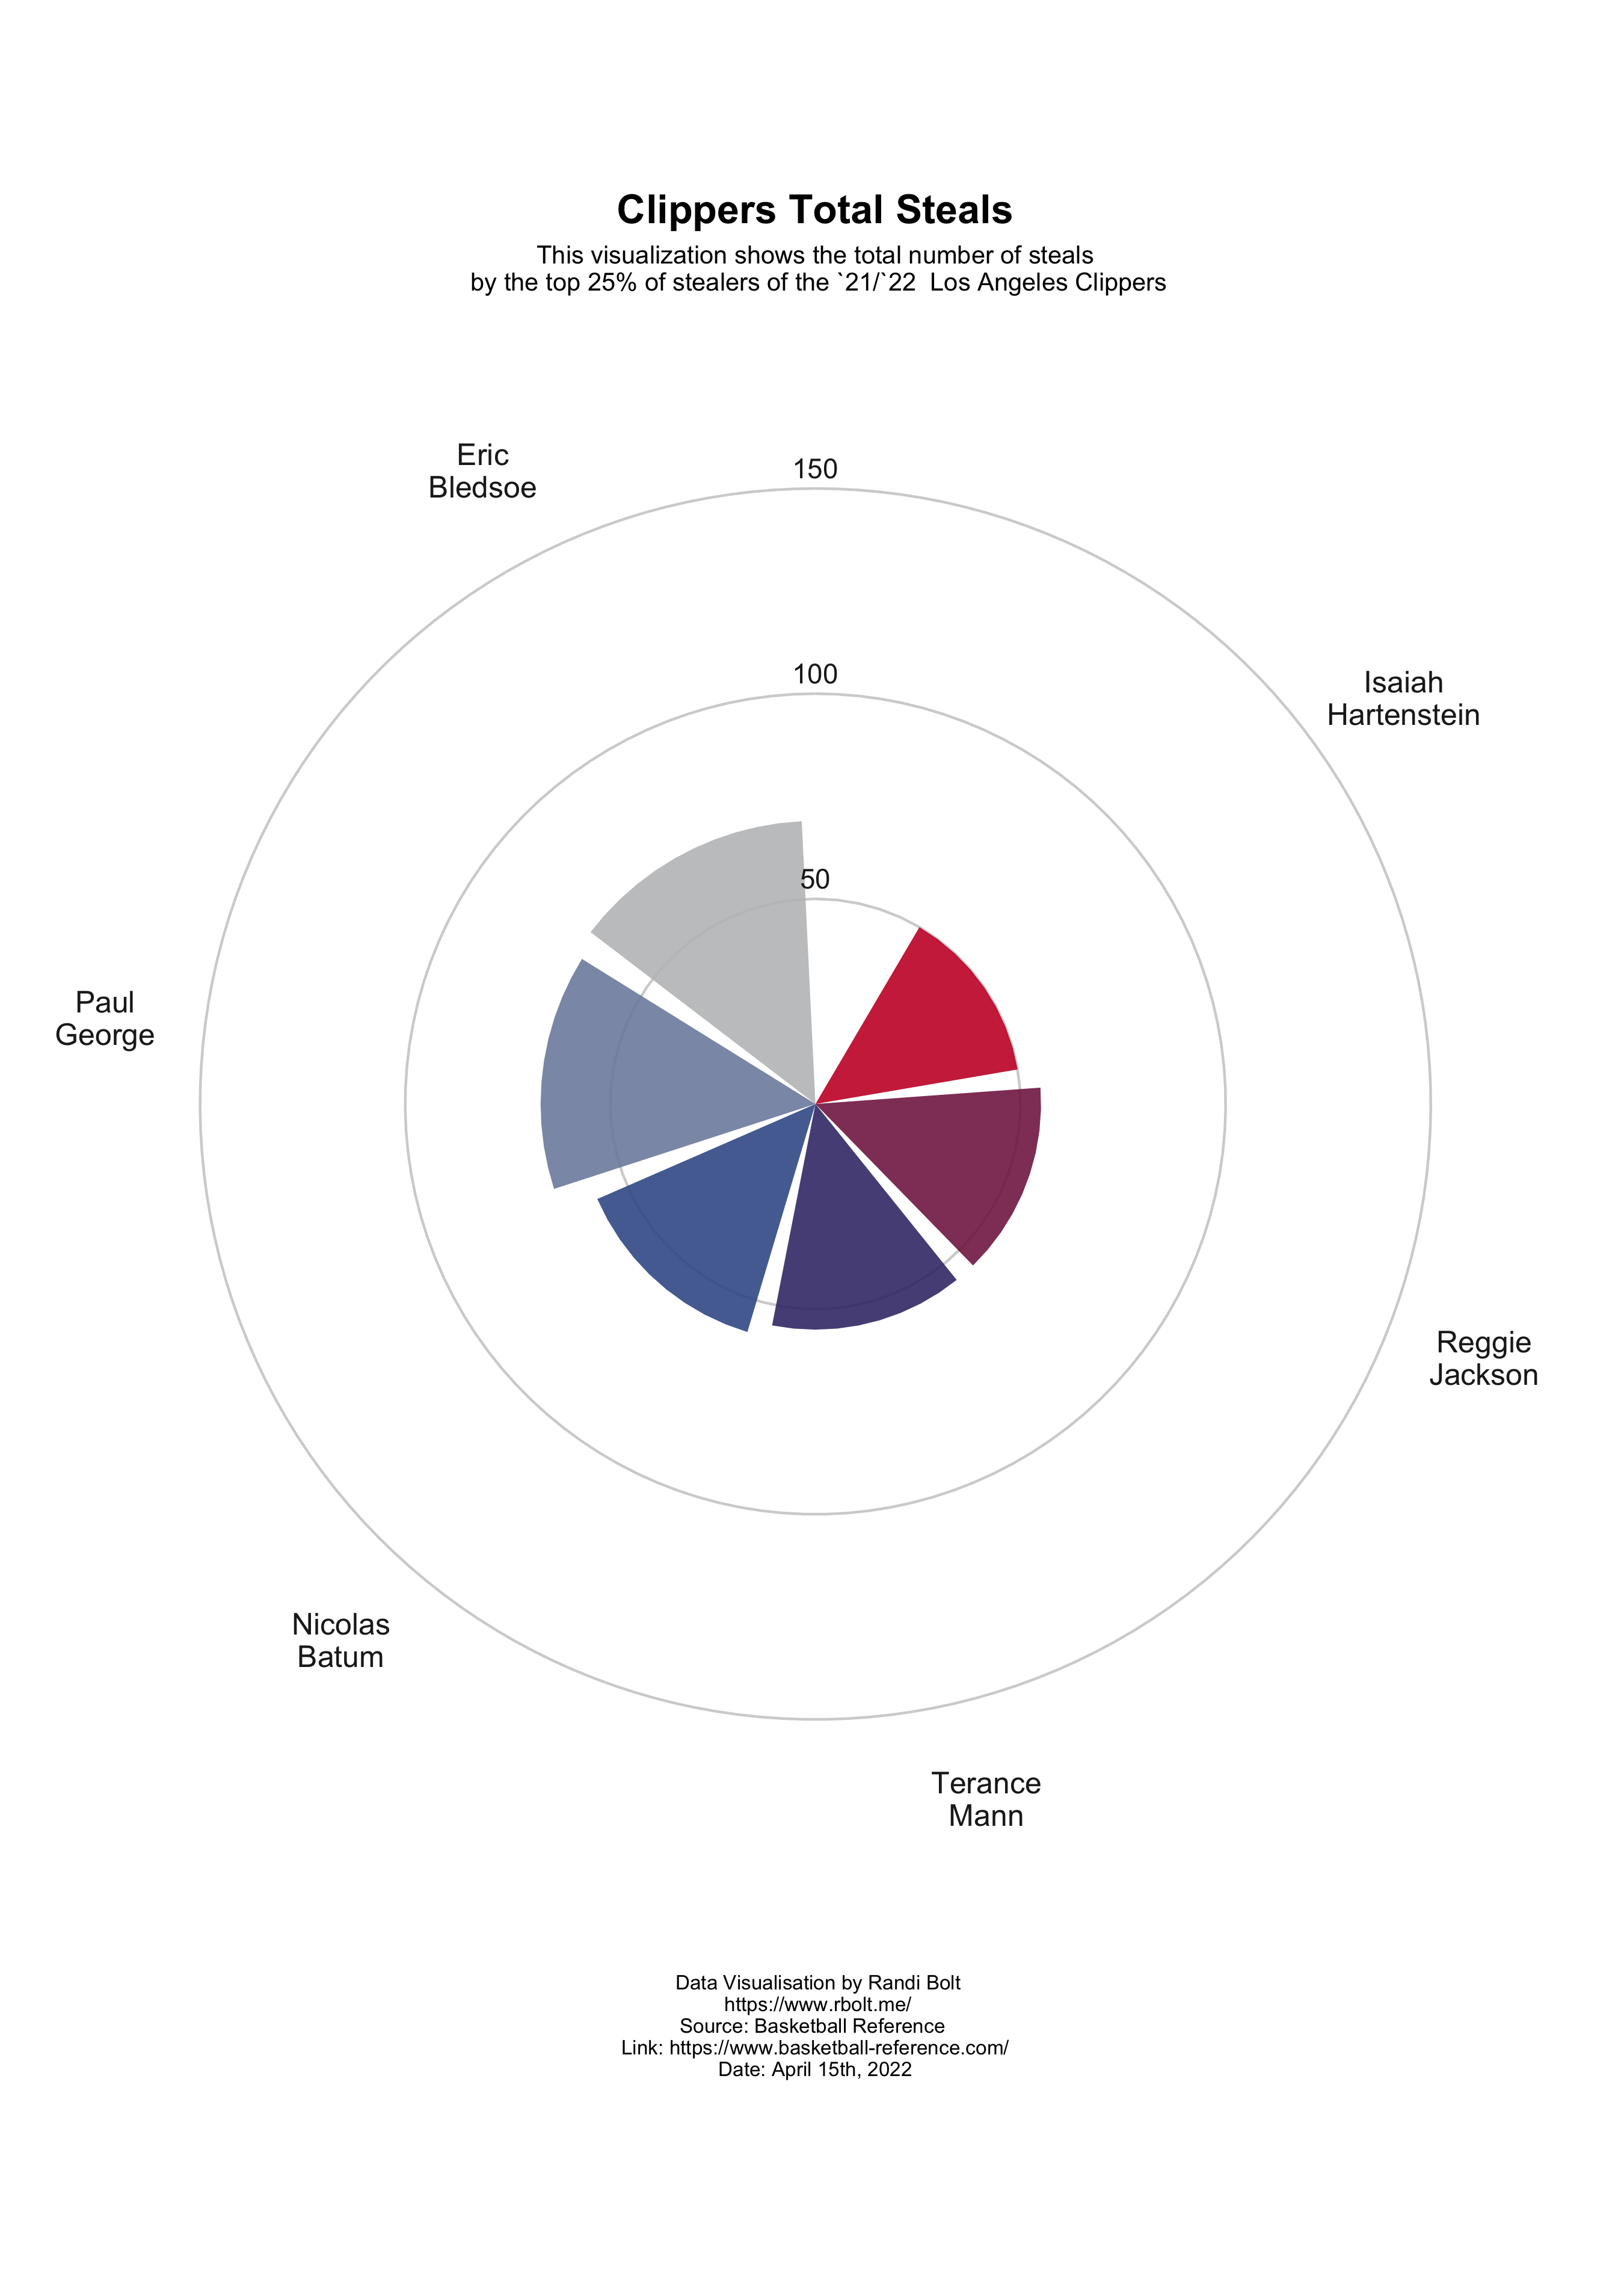 Clippers Total Steals
This visualization shows the total number of steals
by the top 25% of stealers of the `21/`22  Los Angeles Clippers
Eric
Bledsoe
150
100
Isaiah
Hartenstein
50
Paul
George
Reggie
Jackson
Nicolas
Batum
Terance
Mann
Data Visualisation by Randi Bolt
https://www.rbolt.me/
Source: Basketball Reference
Link: https://www.basketball-reference.com/
Date: April 15th, 2022